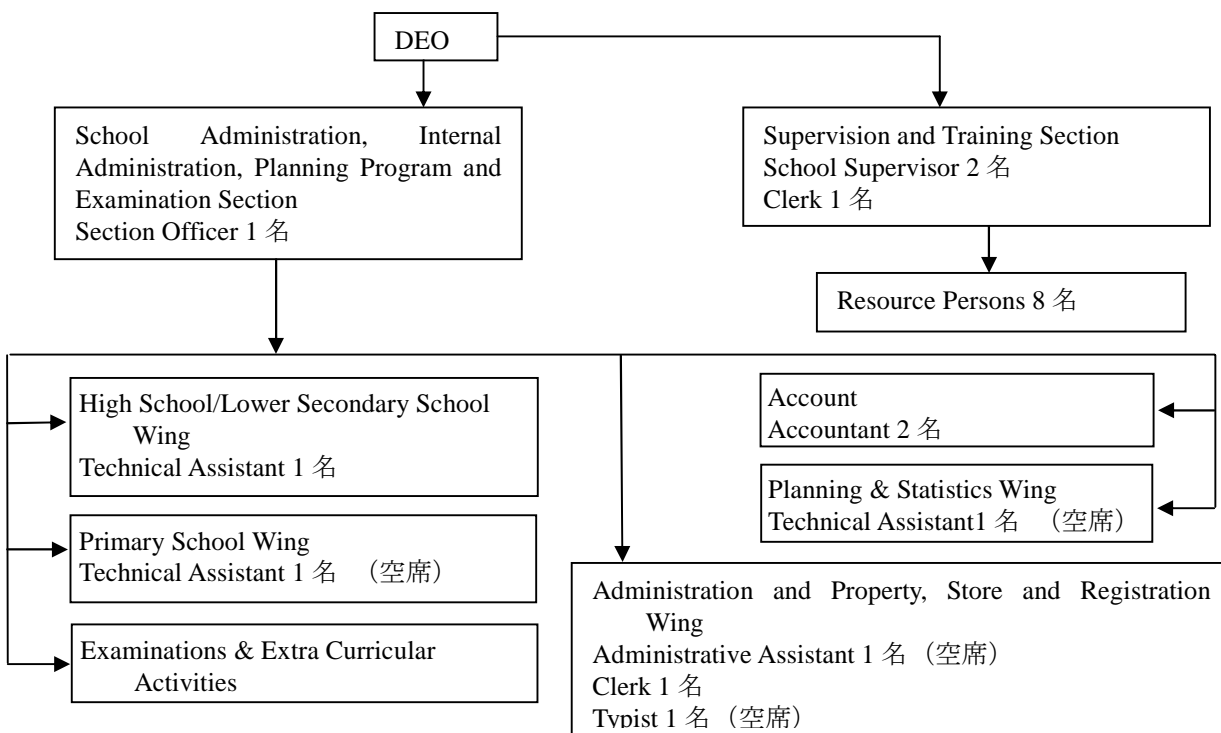 DEO
School Administration, Internal
Administration, Planning Program and
Examination Section
Section Officer 1 名
Supervision and Training Section
School Supervisor 2 名
Clerk 1 名
Resource Persons 8 名
High School/Lower Secondary School
Wing
Technical Assistant 1 名
Primary School Wing
Technical Assistant 1 名 （空席）
Examinations & Extra Curricular
Activities
Account
Accountant 2 名
Planning & Statistics Wing
Technical Assistant1 名 （空席）
Administration and Property, Store and Registration
Wing
Administrative Assistant 1 名（空席）
Clerk 1 名
Typist 1 名（空席）